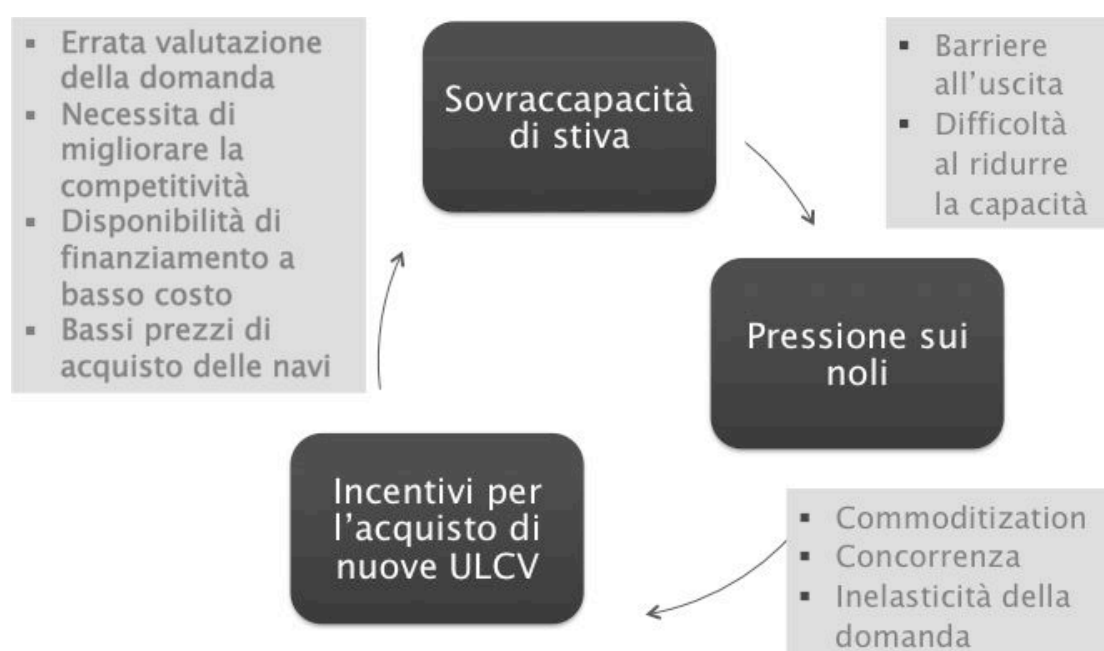 ▪ Errata valutazione
della domanda
▪ Necessita di
migliorare la
competitività
▪ Disponibilità di
finanziamento a
basso costo
▪ Bassi prezzi di
acquisto delle navi
Sovraccapacità
di stiva
▪ Barriere
all'uscita
▪ Difficoltà
al ridurre
la capacità
Pressione sui
noli
Incentivi per
l'acquisto di
nuove ULCV
▪ Commoditization
▪ Concorrenza
▪ Inelasticità della
domanda